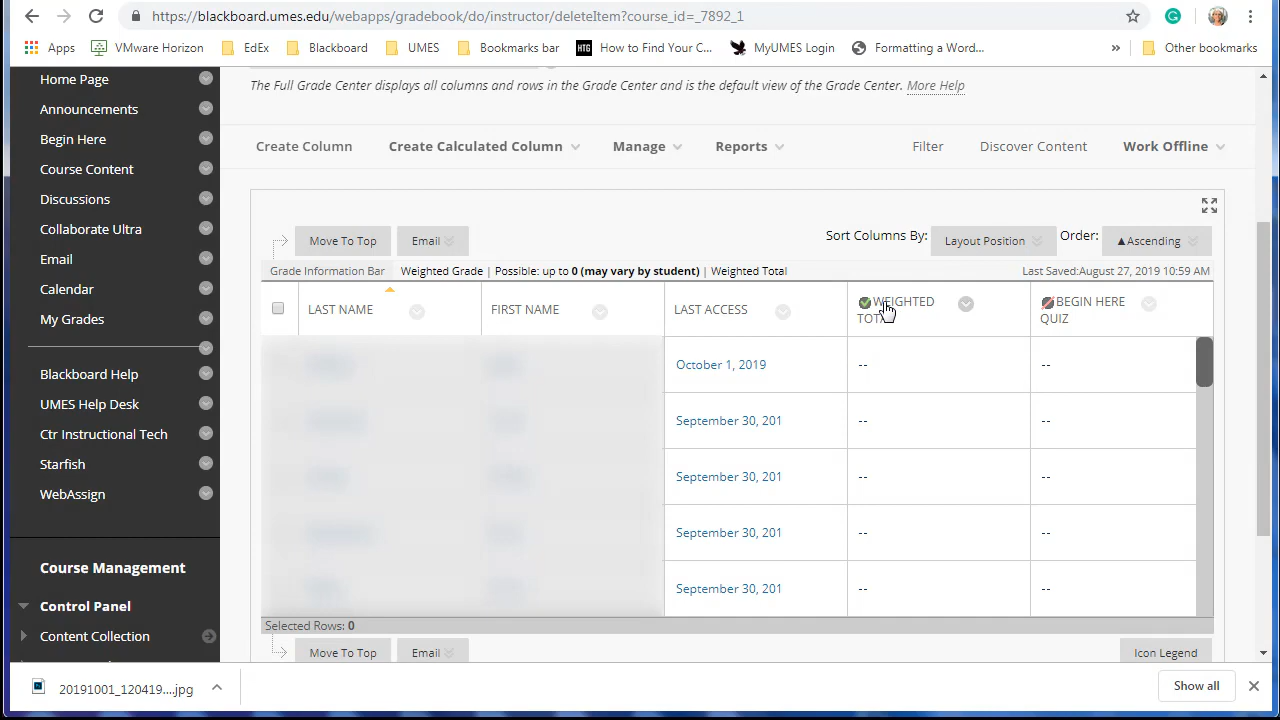 https://blackboard.umes.edu/webapps/gradebook/do/instructor/deleteItem?course_id=_7892_1
Apps VMware Horizon EdEx Blackboard UMES Bookmarks bar HTG How to Find Your C... MyUMES Login Formatting a Word... » Other bookmarks
Home Page
Announcements
Begin Here
Course Content
Discussions
Collaborate Ultra
Email
Calendar
My Grades
Blackboard Help
UMES Help Desk
Ctr Instructional Tech
Starfish
WebAssign
Course Management
Control Panel
Content Collection
The Full Grade Center displays all columns and rows in the Grade Center and is the default view of the Grade Center. More Help
Create Column Create Calculated Column Manage Reports Filter Discover Content Work Offline
Move To Top Email Sort Columns By: Layout Position Order: ▲Ascending
Grade Information Bar Weighted Grade | Possible: up to 0 (may vary by student) | Weighted Total Last Saved:August 27, 2019 10:59 AM
LAST NAME FIRST NAME LAST ACCESS WEIGHTED TOTAL BEGIN HERE QUIZ
October 1, 2019 -- --
September 30, 201 -- --
September 30, 201 -- --
September 30, 201 -- --
September 30, 201 -- --
Selected Rows: 0
Move To Top Email Icon Legend
20191001_120419....jpg Show all